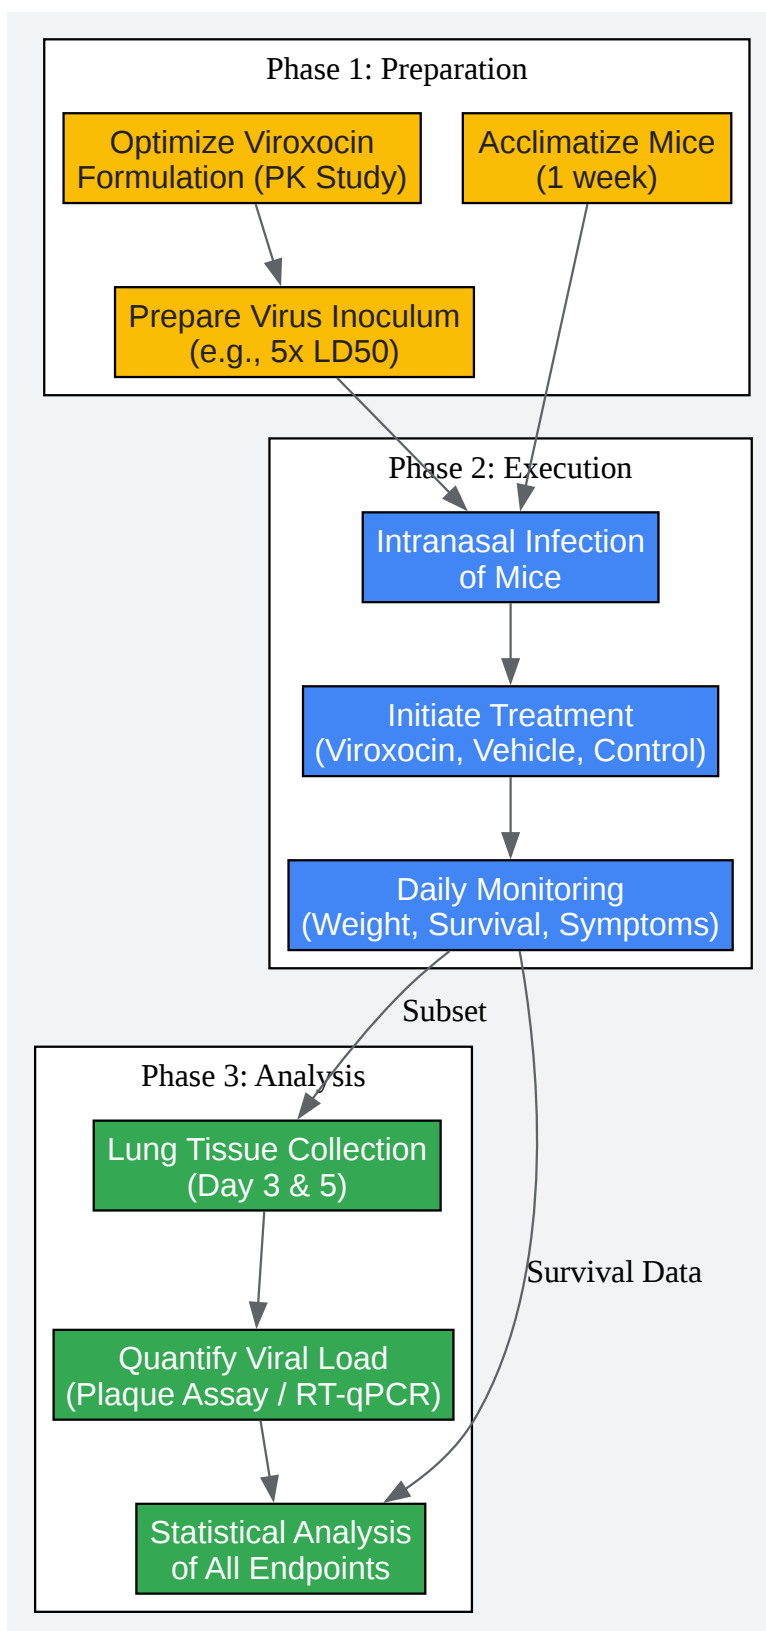 Phase 1: Preparation
Optimize Viroxocin
Formulation (PK Study)
Acclimatize Mice
(1 week)
Prepare Virus Inoculum
(e.g., 5x LD50)
Phase 2: Execution
Intranasal Infection
of Mice
Initiate Treatment
(Viroxocin, Vehicle, Control)
Daily Monitoring
(Weight, Survival, Symptoms)
Subset
Phase 3: Analysis
Lung Tissue Collection
(Day 3 & 5)
Survival Data
Quantify Viral Load
(Plaque Assay / RT-qPCR)
Statistical Analysis
of All Endpoints